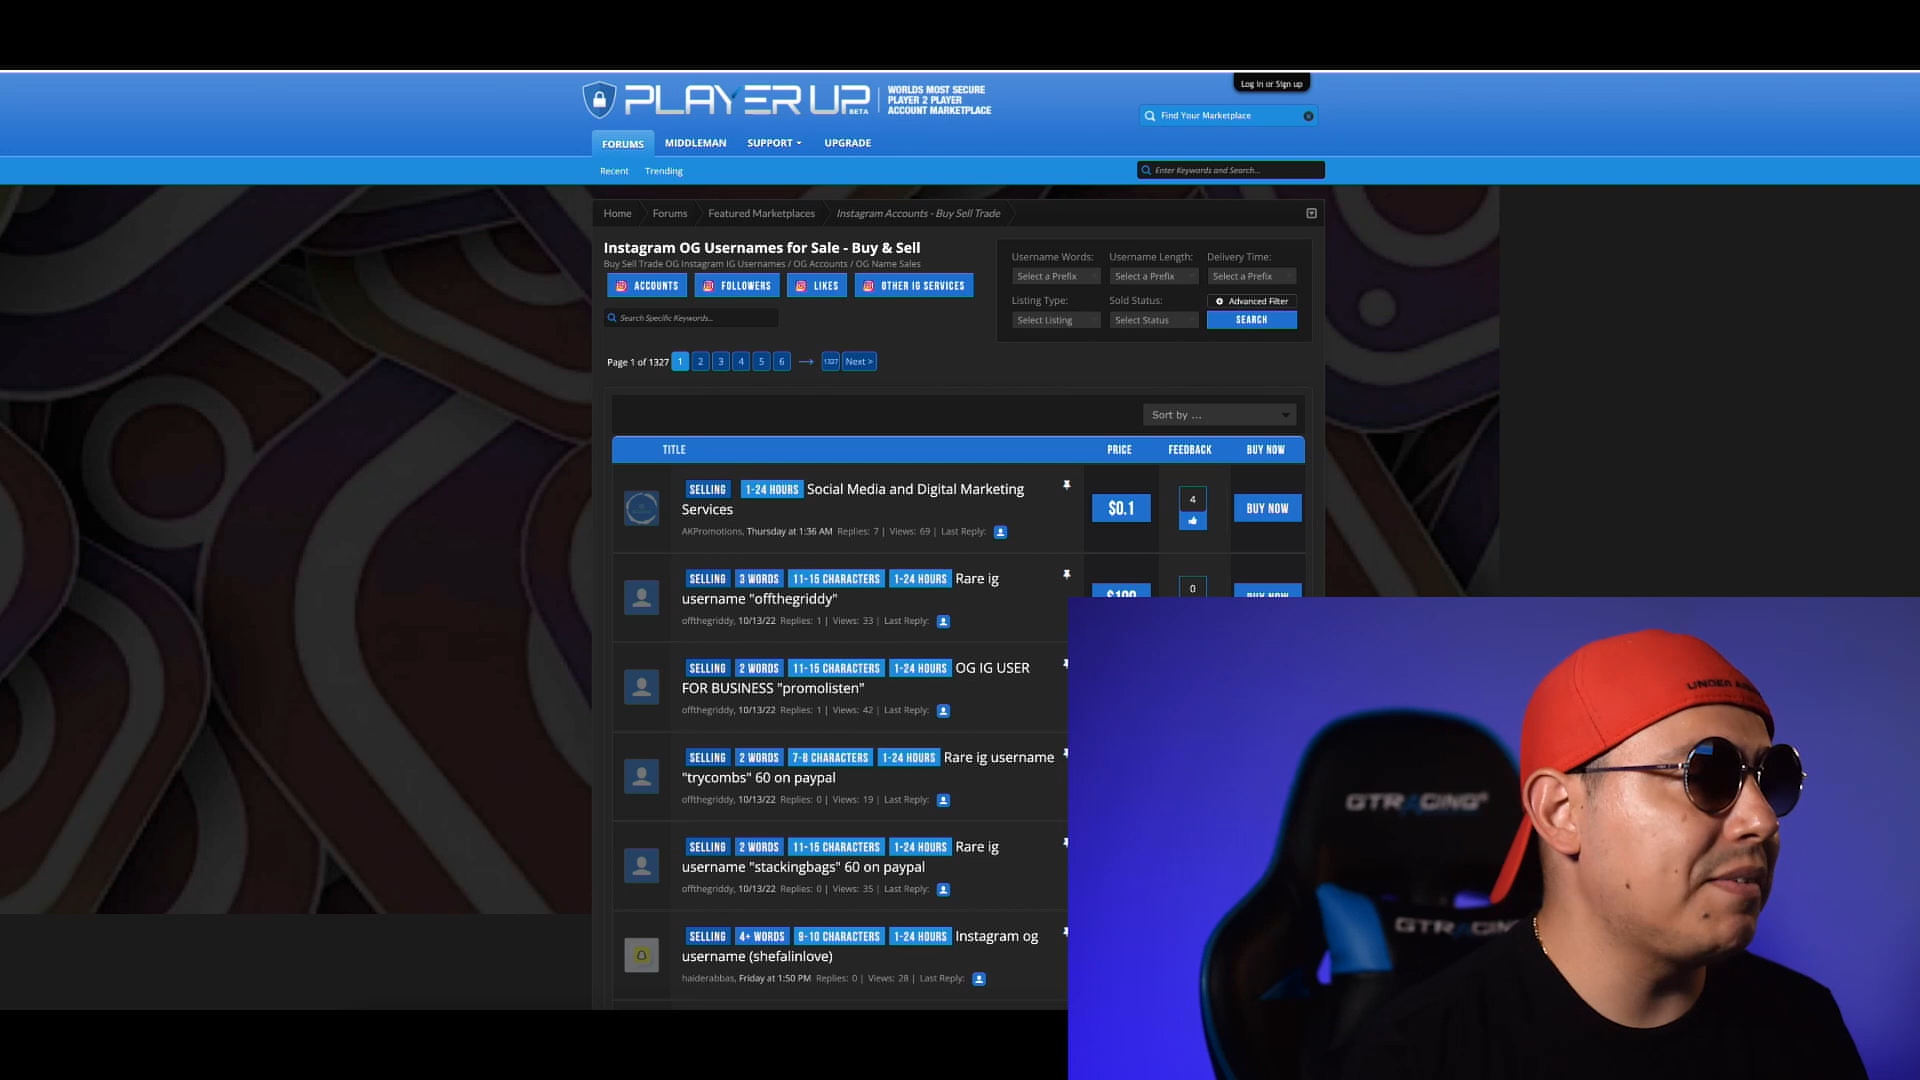 Log in or Sign up
PLAYERUP BETA
WORLDS MOST SECURE
PLAYER 2 PLAYER
ACCOUNT MARKETPLACE
Find Your Marketplace
FORUMS MIDDLEMAN SUPPORT UPGRADE
Recent Trending
Enter Keywords and Search...
Home Forums Featured Marketplaces Instagram Accounts - Buy Sell Trade
Instagram OG Usernames for Sale - Buy & Sell
Buy Sell Trade OG Instagram IG Usernames / OG Accounts / OG Name Sales
ACCOUNTS FOLLOWERS LIKES OTHER IG SERVICES
Search Specific Keywords...
Username Words: Username Length: Delivery Time:
Select a Prefix Select a Prefix Select a Prefix
Listing Type: Sold Status: Advanced Filter
Select Listing Select Status SEARCH
Page 1 of 1327 1 2 3 4 5 6 → 1327 Next >
Sort by ...
TITLE PRICE FEEDBACK BUY NOW
SELLING 1-24 HOURS Social Media and Digital Marketing
Services
AKPromotions, Thursday at 1:36 AM Replies: 7 | Views: 69 | Last Reply:
$0.1 4 BUY NOW
SELLING 3 WORDS 11-15 CHARACTERS 1-24 HOURS Rare ig
username "offthegriddy"
offthegriddy, 10/13/22 Replies: 1 | Views: 33 | Last Reply:
0 BUY NOW
SELLING 2 WORDS 11-15 CHARACTERS 1-24 HOURS OG IG USER
FOR BUSINESS "promolisten"
offthegriddy, 10/13/22 Replies: 1 | Views: 42 | Last Reply:
SELLING 2 WORDS 7-8 CHARACTERS 1-24 HOURS Rare ig username
"trycombs" 60 on paypal
offthegriddy, 10/13/22 Replies: 0 | Views: 19 | Last Reply:
SELLING 2 WORDS 11-15 CHARACTERS 1-24 HOURS Rare ig
username "stackingbags" 60 on paypal
offthegriddy, 10/13/22 Replies: 0 | Views: 35 | Last Reply:
SELLING 4+ WORDS 9-10 CHARACTERS 1-24 HOURS Instagram og
username (shefalinlove)
haiderabbas, Friday at 1:50 PM Replies: 0 | Views: 28 | Last Reply:
UNDER
GTRACING
GTRACING